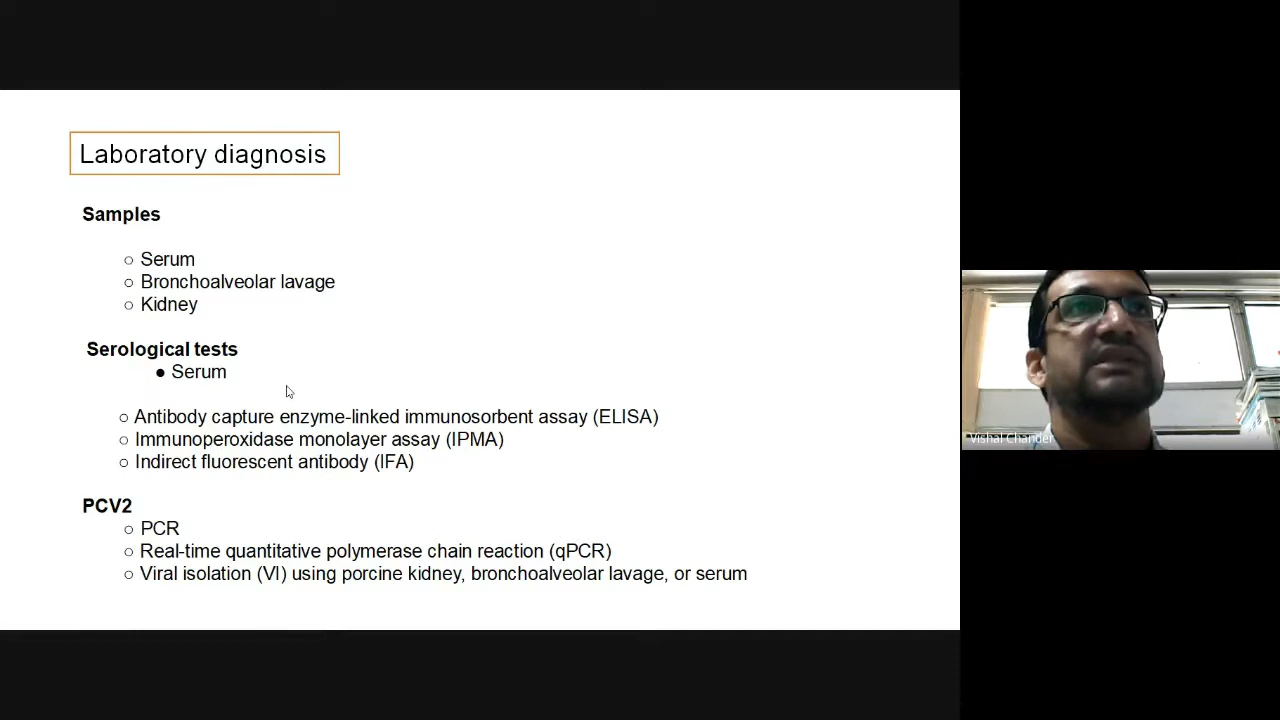 Laboratory diagnosis
Samples
○ Serum
○ Bronchoalveolar lavage
○ Kidney
Serological tests
● Serum
○ Antibody capture enzyme-linked immunosorbent assay (ELISA)
○ Immunoperoxidase monolayer assay (IPMA)
○ Indirect fluorescent antibody (IFA)
PCV2
○ PCR
○ Real-time quantitative polymerase chain reaction (qPCR)
○ Viral isolation (VI) using porcine kidney, bronchoalveolar lavage, or serum
Vishal Chander